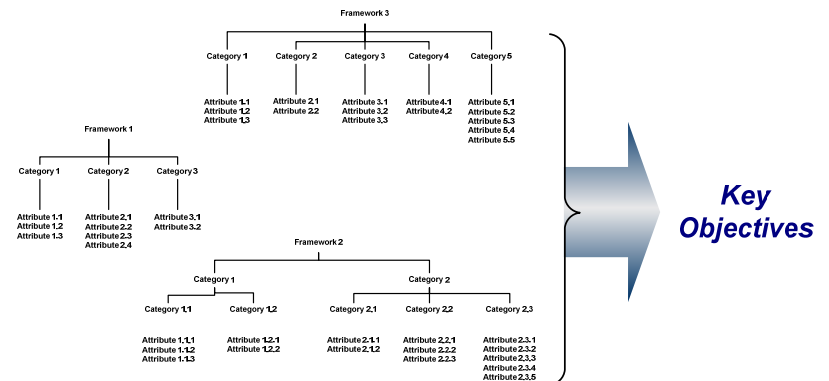 Framework 3
Category 1
Category 2
Category 3
Category 4
Category 5
Attribute 1.1
Attribute 1.2
Attribute 1.3
Attribute 2.1
Attribute 2.2
Attribute 3.1
Attribute 3.2
Attribute 3.3
Attribute 4.1
Attribute 4.2
Attribute 5.1
Attribute 5.2
Attribute 5.3
Attribute 5.4
Attribute 5.5
Framework 1
Category 1
Category 2
Category 3
Attribute 1.1
Attribute 1.2
Attribute 1.3
Attribute 2.1
Attribute 2.2
Attribute 2.3
Attribute 2.4
Attribute 3.1
Attribute 3.2
Framework 2
Category 1
Category 2
Category 1.1
Category 1.2
Category 2.1
Category 2.2
Category 2.3
Attribute 1.1.1
Attribute 1.1.2
Attribute 1.1.3
Attribute 1.2.1
Attribute 1.2.2
Attribute 2.1.1
Attribute 2.1.2
Attribute 2.2.1
Attribute 2.2.2
Attribute 2.2.3
Attribute 2.3.1
Attribute 2.3.2
Attribute 2.3.3
Attribute 2.3.4
Attribute 2.3.5
Key
Objectives